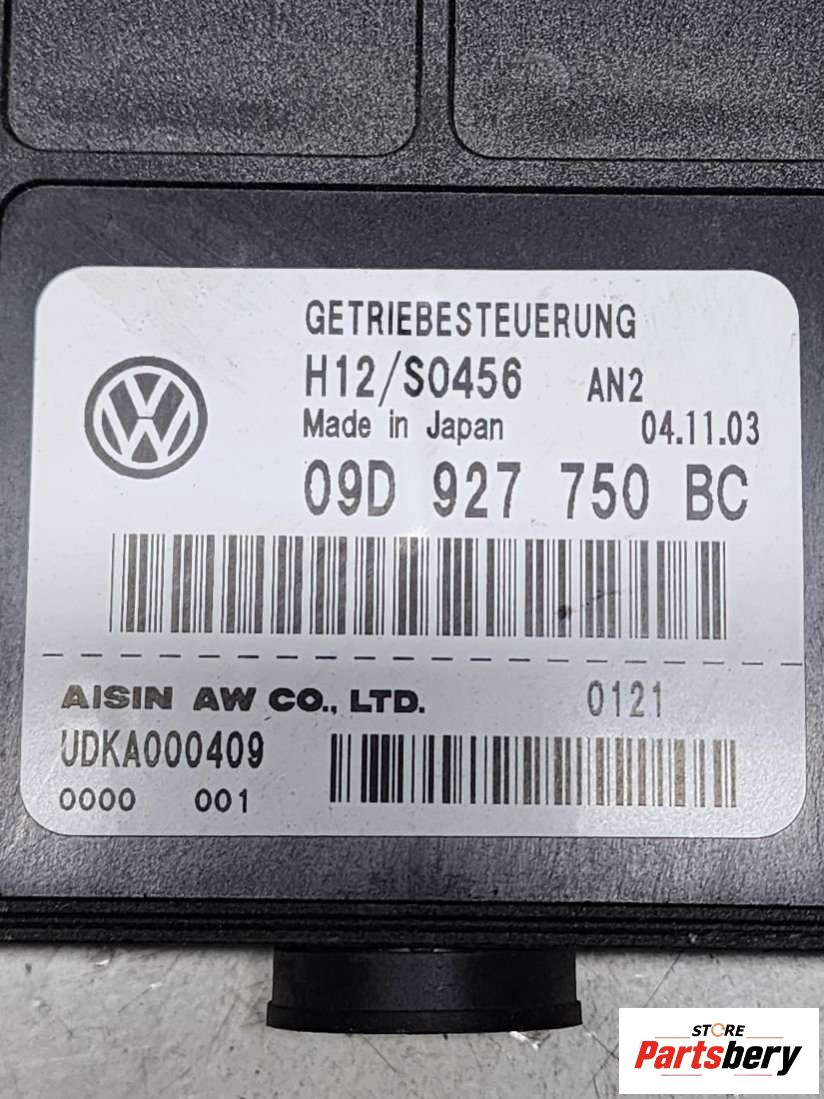 GETRIEBESTEUERUNG
H12/S0456 AN2
Made in Japan 04.11.03
09D 927 750 BC
AISIN AW CO., LTD. 0121
UDKA000409
0000 001
STORE
Partsbery